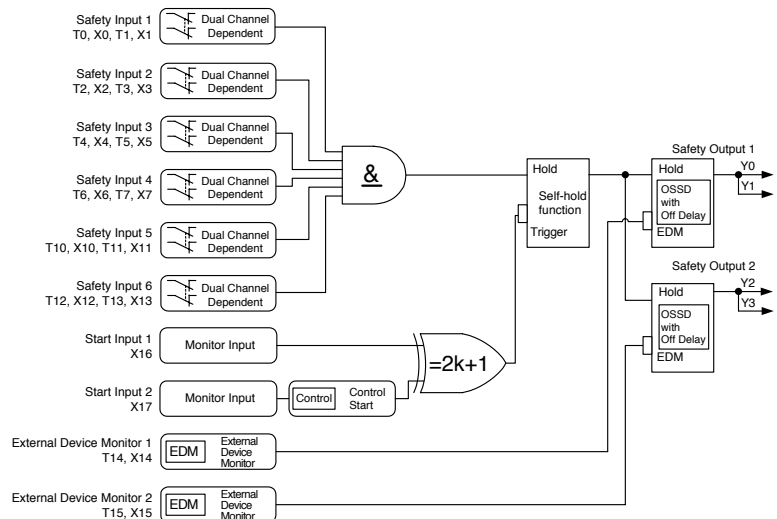 Safety Input 1
T0, X0, T1, X1
Dual Channel
Dependent
Safety Input 2
T2, X2, T3, X3
Dual Channel
Dependent
Safety Input 3
T4, X4, T5, X5
Dual Channel
Dependent
Safety Input 4
T6, X6, T7, X7
Dual Channel
Dependent
Safety Input 5
T10, X10, T11, X11
Dual Channel
Dependent
Safety Input 6
T12, X12, T13, X13
Dual Channel
Dependent
&
Hold
Self-hold
function
Trigger
Safety Output 1
Hold
OSSD
with
Off Delay
EDM
Y0
Y1
Safety Output 2
Hold
OSSD
with
Off Delay
EDM
Y2
Y3
Start Input 1
X16
Monitor Input
=2k+1
Start Input 2
X17
Monitor Input
Control
Control
Start
External Device Monitor 1
T14, X14
EDM
External
Device
Monitor
External Device Monitor 2
T15, X15
EDM
External
Device
Monitor